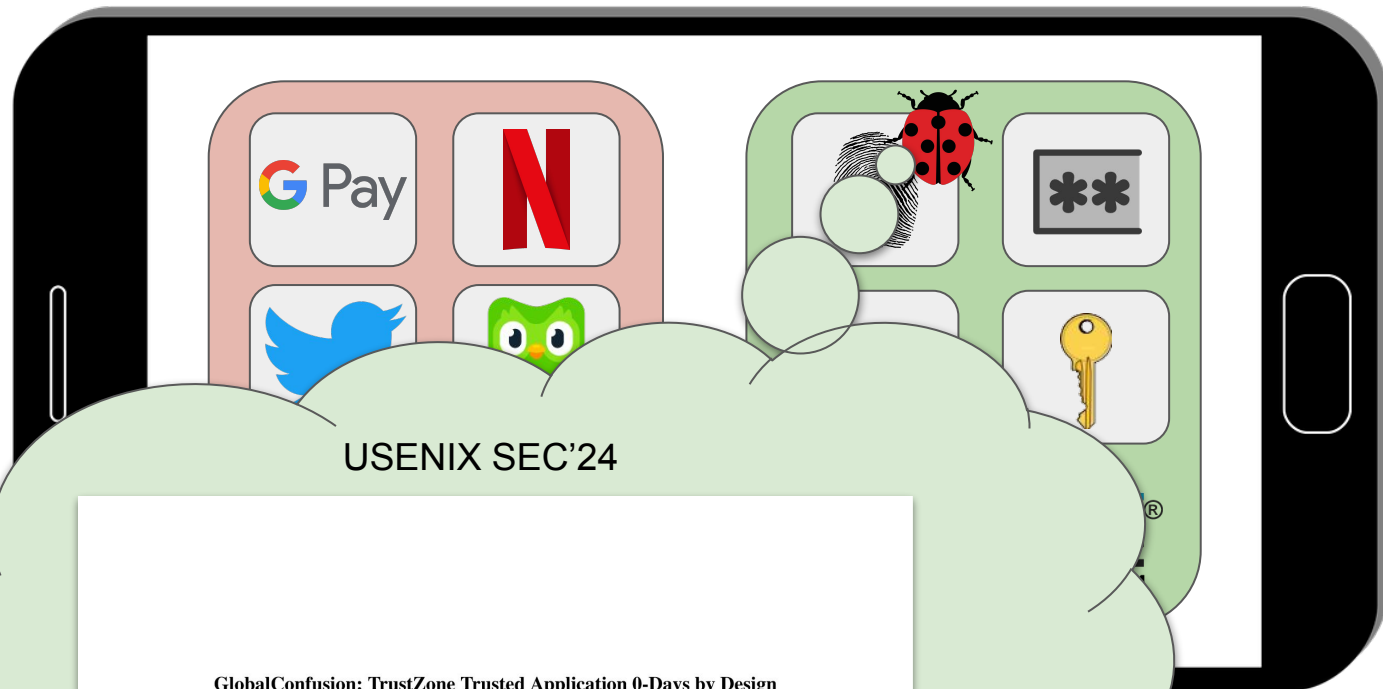 G Pay
N
**
®
USENIX SEC’24
GlobalConfusion: TrustZone Trusted Application 0-Days by Design